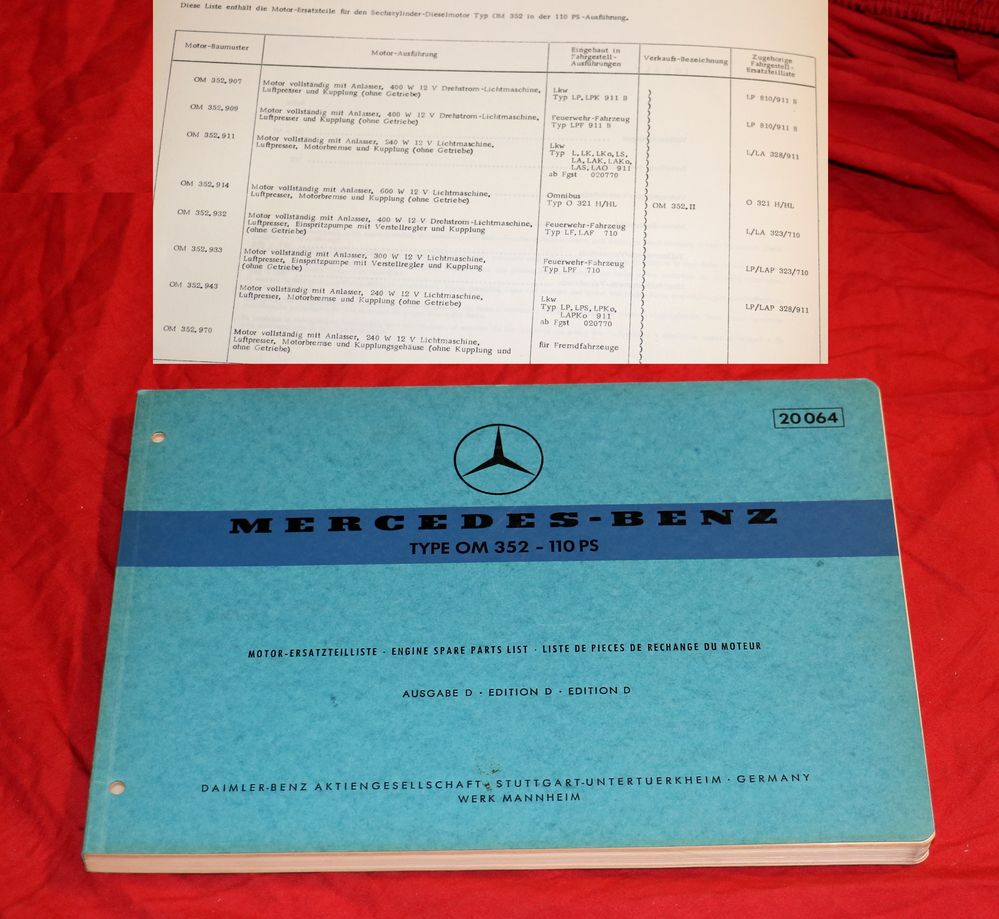 Diese Liste enthält die Motor-Ersatzteile für den Sechszylinder-Dieselmotor Typ OM 352 in der 110 PS-Ausführung.
Motor-Baumuster
Motor-Ausführung
Eingebaut in
Fahrgestell-
Ausführungen
Verkaufs-Bezeichnung
Zugehörige
Fahrgestell-
Ersatzteilliste
OM 352.907
Motor vollständig mit Anlasser, 400 W 12 V Drehstrom-Lichtmaschine,
Luftpresser und Kupplung (ohne Getriebe)
Lkw
Typ LP, LPK 911 B
LP 810/911 B
OM 352.909
Motor vollständig mit Anlasser, 400 W 12 V Drehstrom-Lichtmaschine,
Luftpresser und Kupplung (ohne Getriebe)
Feuerwehr-Fahrzeug
Typ LPF 911 B
LP 810/911 B
OM 352.911
Motor vollständig mit Anlasser, 240 W 12 V Lichtmaschine,
Luftpresser, Motorbremse und Kupplung (ohne Getriebe)
Lkw
Typ L, LK, LKo, LS,
LA, LAK, LAKo,
LAS, LAO 911
ab Fgst 020770
L/LA 328/911
OM 352.914
Motor vollständig mit Anlasser, 600 W 12 V Lichtmaschine,
Luftpresser, Motorbremse und Kupplung (ohne Getriebe)
Omnibus
Typ O 321 H/HL
OM 352.II
O 321 H/HL
OM 352.932
Motor vollständig mit Anlasser, 400 W 12 V Drehstrom-Lichtmaschine,
Luftpresser, Einspritzpumpe mit Verstellregler und Kupplung
(ohne Getriebe)
Feuerwehr-Fahrzeug
Typ LF, LAF 710
L/LA 323/710
OM 352.933
Motor vollständig mit Anlasser, 300 W 12 V Lichtmaschine,
Luftpresser, Einspritzpumpe mit Verstellregler und Kupplung
(ohne Getriebe)
Feuerwehr-Fahrzeug
Typ LPF 710
LP/LAP 323/710
OM 352.943
Motor vollständig mit Anlasser, 240 W 12 V Lichtmaschine,
Luftpresser, Motorbremse und Kupplung (ohne Getriebe)
Lkw
Typ LP, LPS, LPKo,
LAPKo 911
ab Fgst 020770
LP/LAP 328/911
OM 352.970
Motor vollständig mit Anlasser, 240 W 12 V Lichtmaschine,
Luftpresser, Motorbremse und Kupplungsgehäuse (ohne Kupplung und
ohne Getriebe)
für Fremdfahrzeuge
20 064
MERCEDES-BENZ
TYPE OM 352 - 110 PS
MOTOR-ERSATZTEILLISTE - ENGINE SPARE PARTS LIST · LISTE DE PIECES DE RECHANGE DU MOTEUR
AUSGABE D · EDITION D · EDITION D
DAIMLER-BENZ AKTIENGESELLSCHAFT · STUTTGART-UNTERTUERKHEIM · GERMANY
WERK MANNHEIM